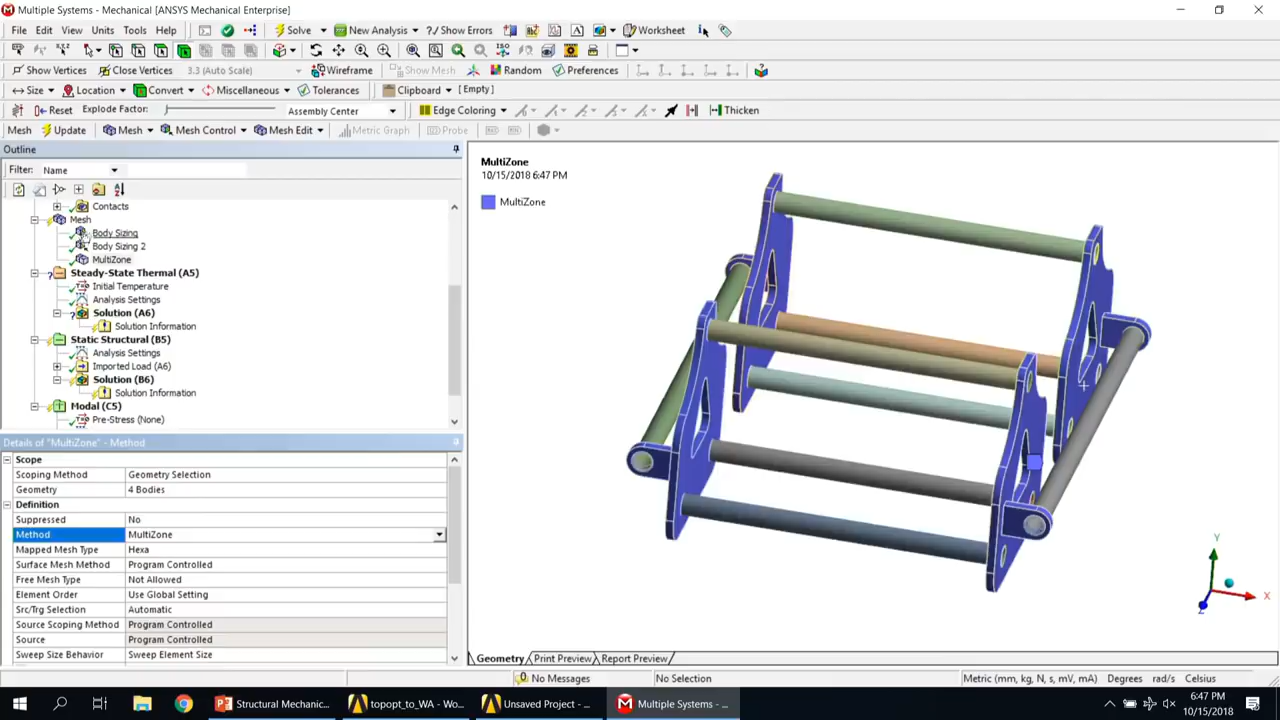 Multiple Systems - Mechanical [ANSYS Mechanical Enterprise]
File Edit View Units Tools Help Solve New Analysis Show Errors Worksheet
Show Vertices Close Vertices 3.3 (Auto Scale) Wireframe Show Mesh Random Preferences
Size Location Convert Miscellaneous Tolerances Clipboard [ Empty ]
Reset Explode Factor: Assembly Center Edge Coloring Thicken
Mesh Update Mesh Mesh Control Mesh Edit Metric Graph Probe
Outline
Filter: Name
Contacts
Mesh
Body Sizing
Body Sizing 2
MultiZone
Steady-State Thermal (A5)
Initial Temperature
Analysis Settings
Solution (A6)
Solution Information
Static Structural (B5)
Analysis Settings
Imported Load (A6)
Solution (B6)
Solution Information
Modal (C5)
Pre-Stress (None)
Details of "MultiZone" - Method
Scope
Scoping Method Geometry Selection
Geometry 4 Bodies
Definition
Suppressed No
Method MultiZone
Mapped Mesh Type Hexa
Surface Mesh Method Program Controlled
Free Mesh Type Not Allowed
Element Order Use Global Setting
Src/Trg Selection Automatic
Source Scoping Method Program Controlled
Source Program Controlled
Sweep Size Behavior Sweep Element Size
MultiZone
10/15/2018 6:47 PM
MultiZone
Y
X
Z
Geometry Print Preview Report Preview
0 No Messages No Selection Metric (mm, kg, N, s, mV, mA) Degrees rad/s Celsius
Structural Mechanic... topopt_to_WA - Wo... Unsaved Project - ... Multiple Systems - ... 6:47 PM
10/15/2018